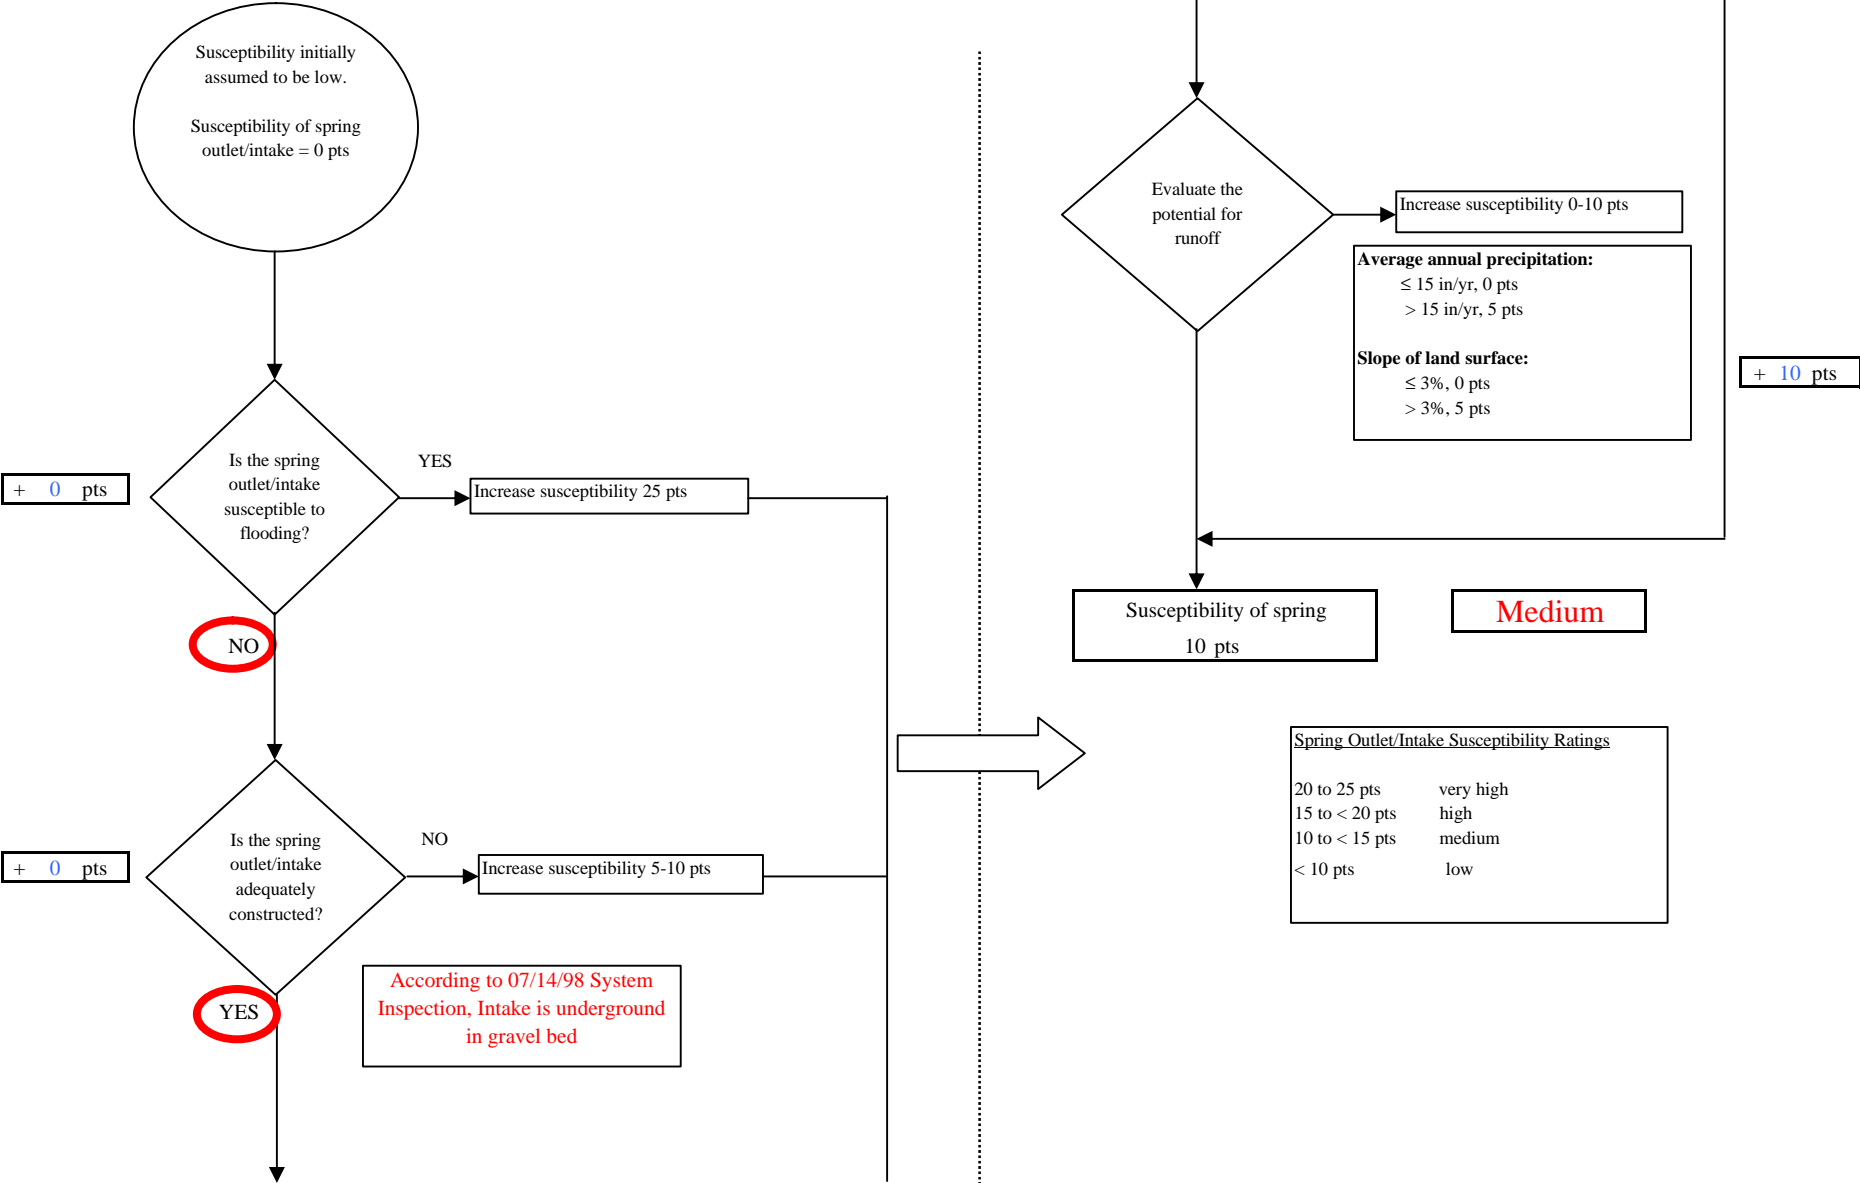 Susceptibility initially
assumed to be low.
Susceptibility of spring
outlet/intake = 0 pts
Is the spring
outlet/intake
susceptible to
flooding?
+ 0 pts
YES
Increase susceptibility 25 pts
NO
Is the spring
outlet/intake
adequately
constructed?
+ 0 pts
NO
Increase susceptibility 5-10 pts
YES
According to 07/14/98 System
Inspection, Intake is underground
in gravel bed
Evaluate the
potential for
runoff
Increase susceptibility 0-10 pts
Average annual precipitation:
≤ 15 in/yr, 0 pts
> 15 in/yr, 5 pts
Slope of land surface:
≤ 3%, 0 pts
> 3%, 5 pts
+ 10 pts
Susceptibility of spring
10 pts
Medium
Spring Outlet/Intake Susceptibility Ratings
20 to 25 pts very high
15 to < 20 pts high
10 to < 15 pts medium
< 10 pts low